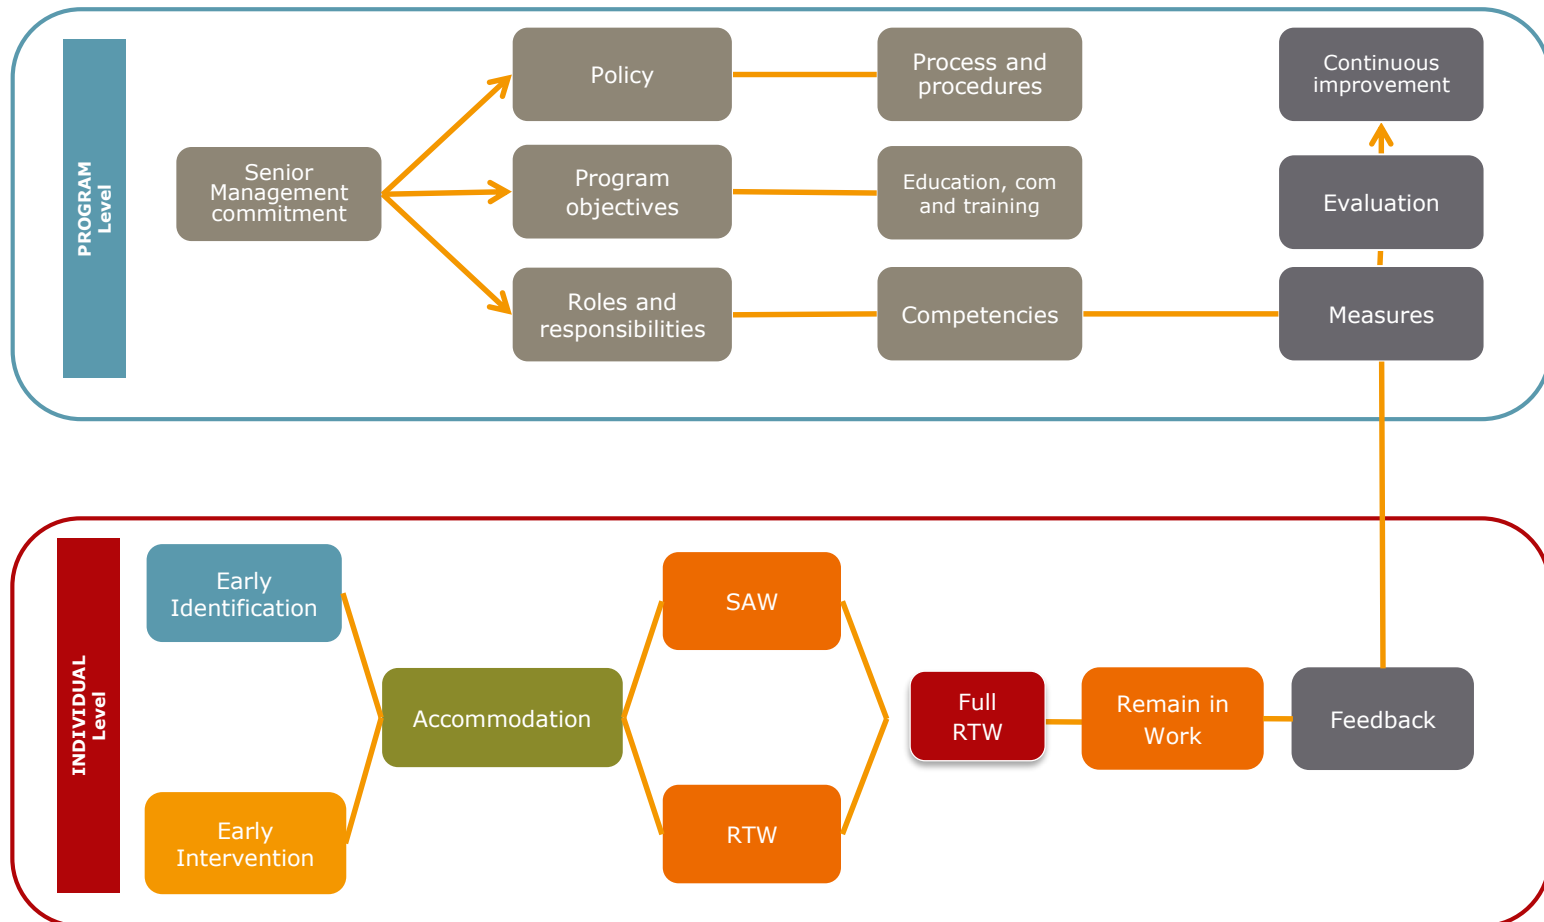 PROGRAM
Level
Senior
Management
commitment
Policy
Process and
procedures
Program
objectives
Education, com
and training
Roles and
responsibilities
Competencies
Continuous
improvement
Evaluation
Measures
INDIVIDUAL
Level
Early
Identification
Early
Intervention
Accommodation
SAW
RTW
Full
RTW
Remain in
Work
Feedback